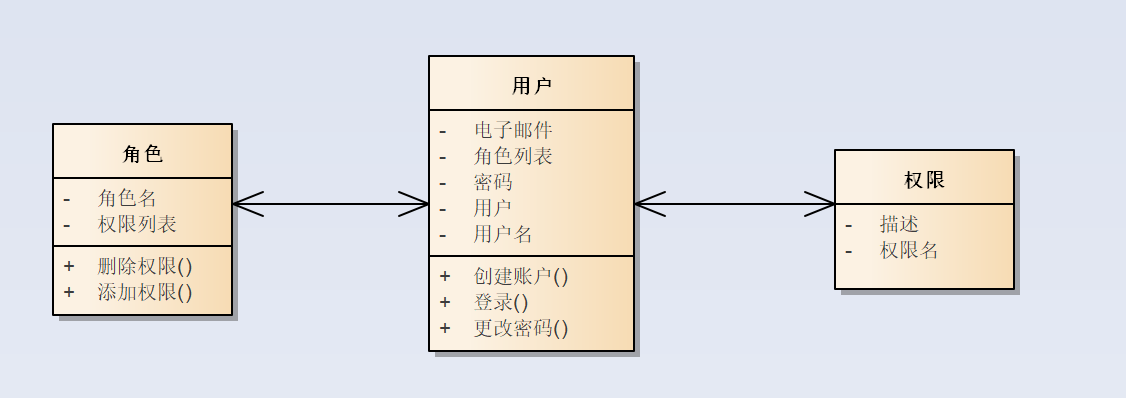 角色
- 角色名
- 权限列表
+ 删除权限()
+ 添加权限()
用户
- 电子邮件
- 角色列表
- 密码
- 用户
- 用户名
+ 创建账户()
+ 登录()
+ 更改密码()
权限
- 描述
- 权限名